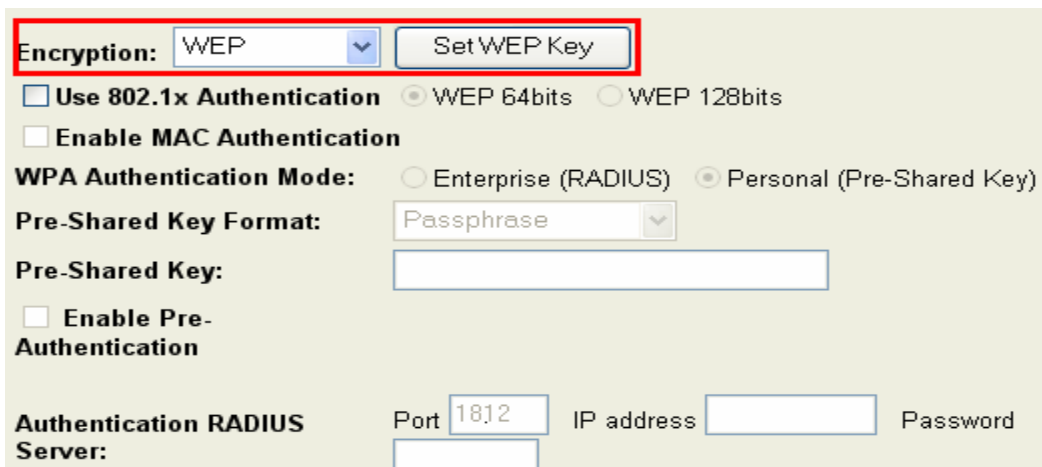 Encryption: WEP Set WEP Key
Use 802.1x Authentication WEP 64bits WEP 128bits
Enable MAC Authentication
WPA Authentication Mode: Enterprise (RADIUS) Personal (Pre-Shared Key)
Pre-Shared Key Format: Passphrase
Pre-Shared Key:
Enable Pre-
Authentication
Authentication RADIUS Port 1812 IP address Password
Server: